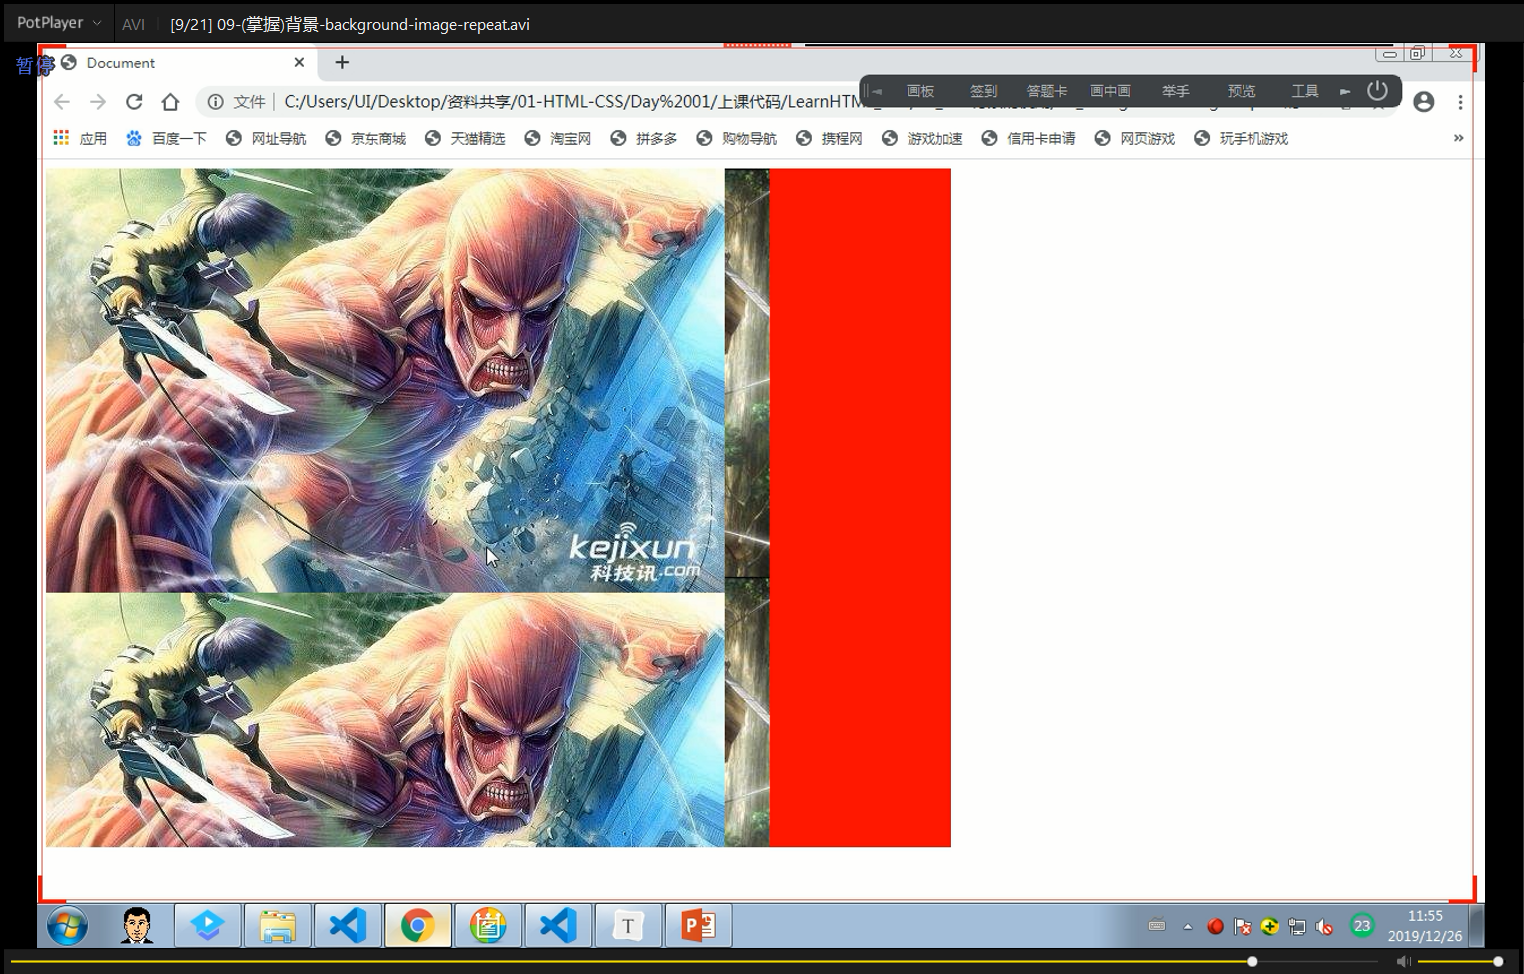 PotPlayer AVI [9/21] 09-(掌握)背景-background-image-repeat.avi
暂停
Document
文件 C:/Users/UI/Desktop/资料共享/01-HTML-CSS/Day%2001/上课代码/LearnHTM
画板 签到 答题卡 画中画 举手 预览 工具
应用 百度一下 网址导航 京东商城 天猫精选 淘宝网 拼多多 购物导航 携程网 游戏加速 信用卡申请 网页游戏 玩手机游戏 »
kejixun
科技讯.com
T
P
23
11:55
2019/12/26